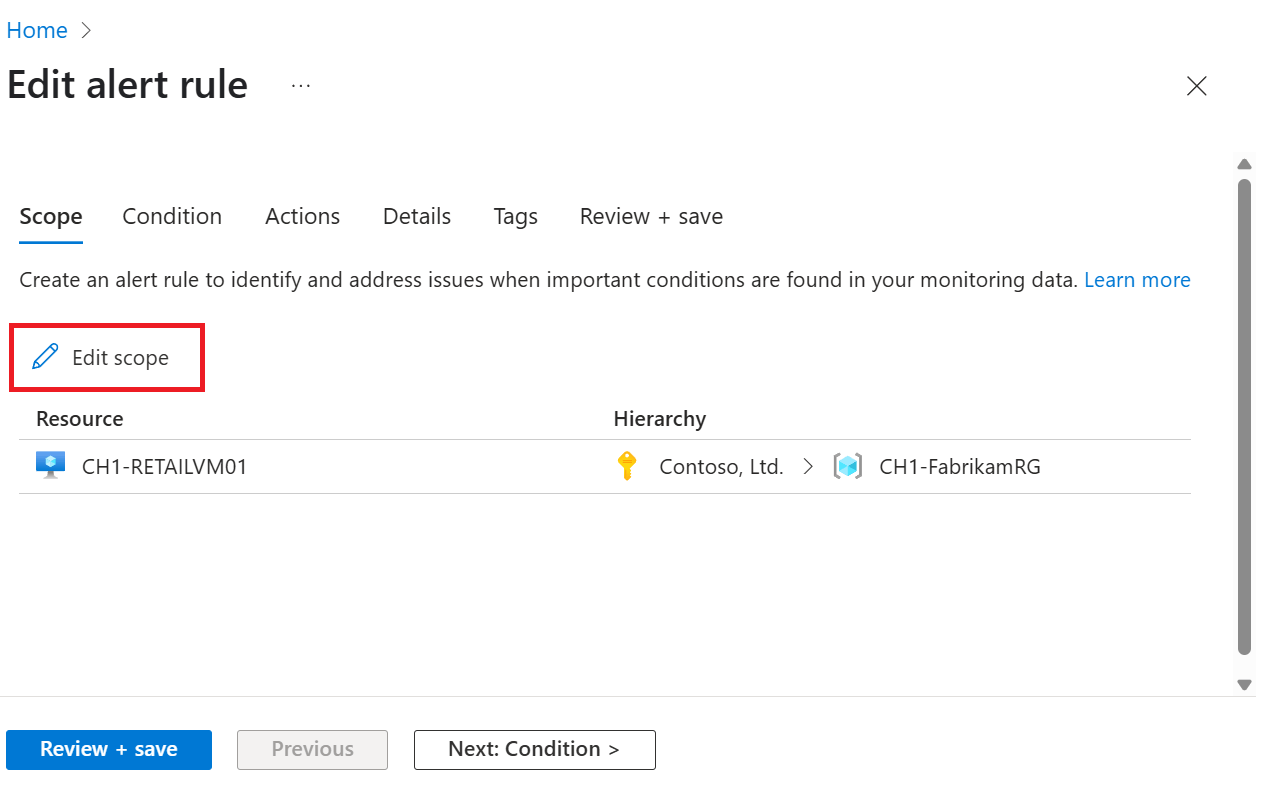 Home >
Edit alert rule ...
Scope Condition Actions Details Tags Review + save
Create an alert rule to identify and address issues when important conditions are found in your monitoring data. Learn more
Edit scope
Resource Hierarchy
CH1-RETAILVM01 Contoso, Ltd. > CH1-FabrikamRG
Review + save Previous Next: Condition >